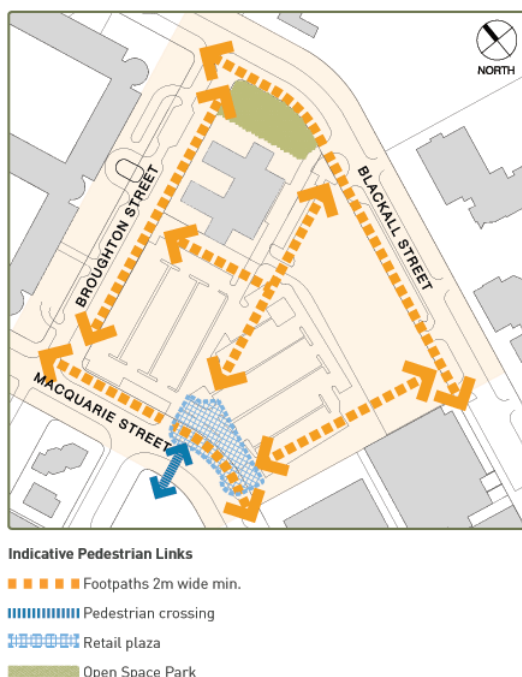 NORTH
BROUGHTON STREET
BLACKALL STREET
MACQUARIE STREET
Indicative Pedestrian Links
Footpaths 2m wide min.
Pedestrian crossing
Retail plaza
Open Space Park